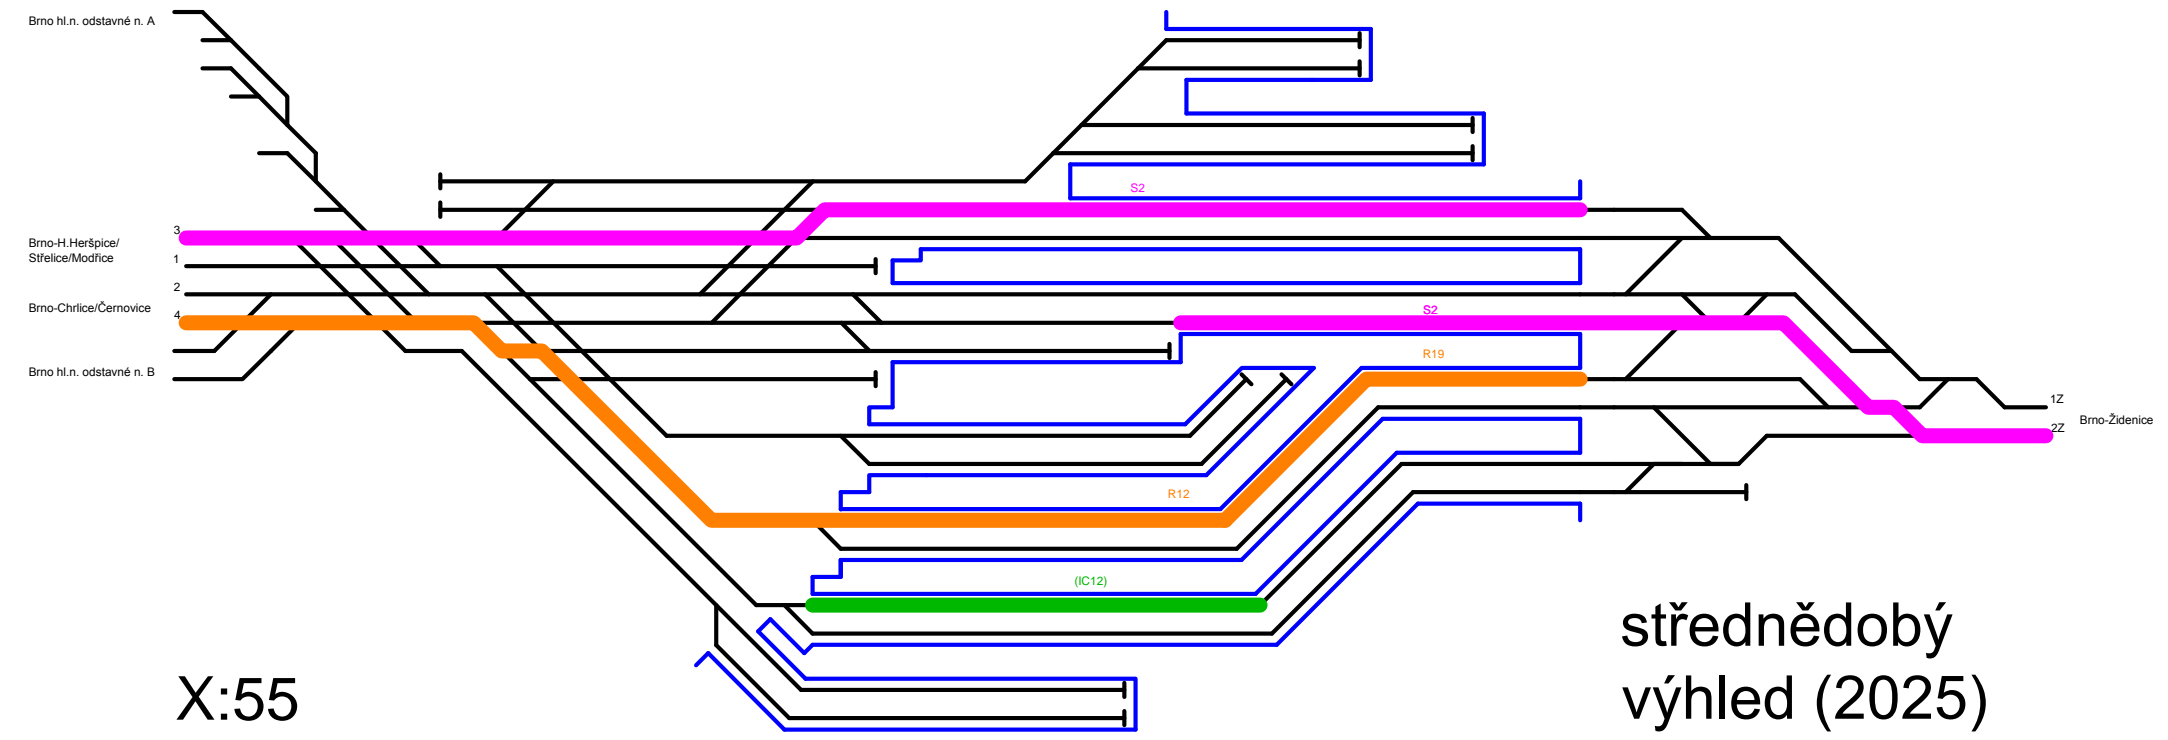 Brno hl.n. odstavné n. A
S2
3
Brno-H.Heršpice/
Střelice/Modřice
1
2
Brno-Chrlice/Černovice
4
S2
R19
Brno hl.n. odstavné n. B
1Z
Brno-Židenice
2Z
R12
(IC12)
střednědobý
výhled (2025)
X:55